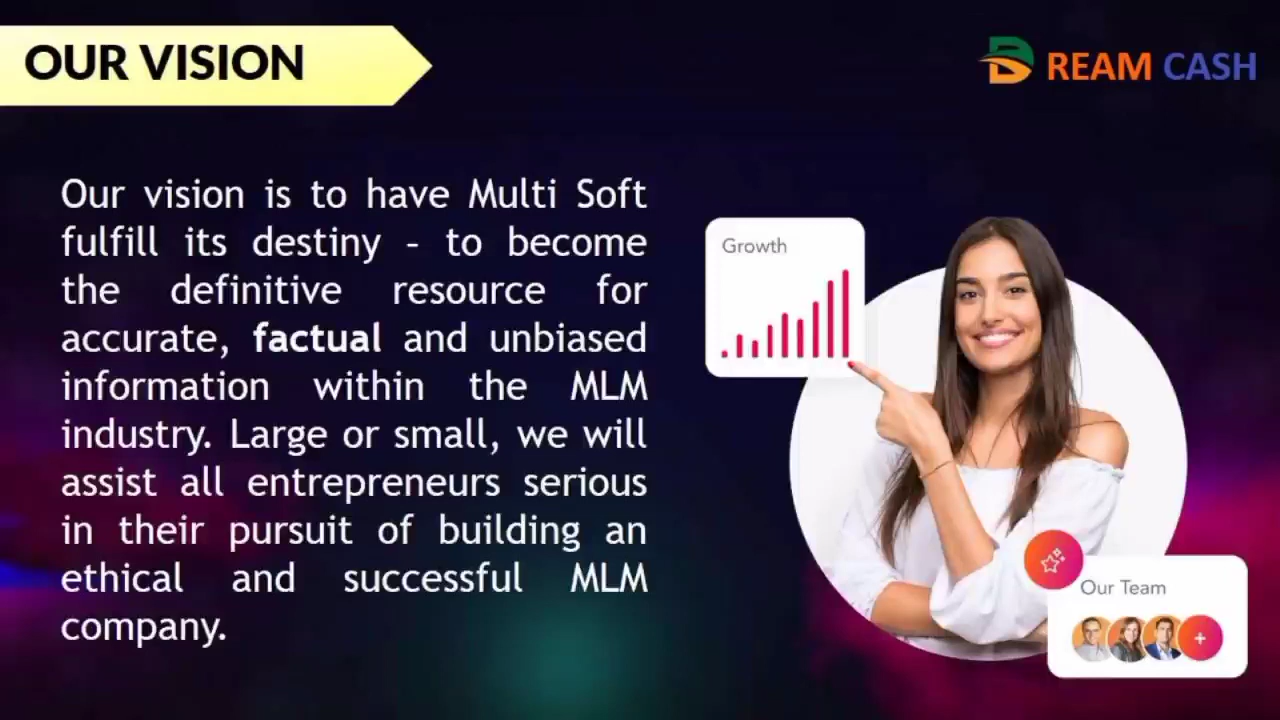 OUR VISION
DREAM CASH
Our vision is to have Multi Soft
fulfill its destiny – to become
the definitive resource for
accurate, factual and unbiased
information within the MLM
industry. Large or small, we will
assist all entrepreneurs serious
in their pursuit of building an
ethical and successful MLM
company.
Growth
Our Team
+